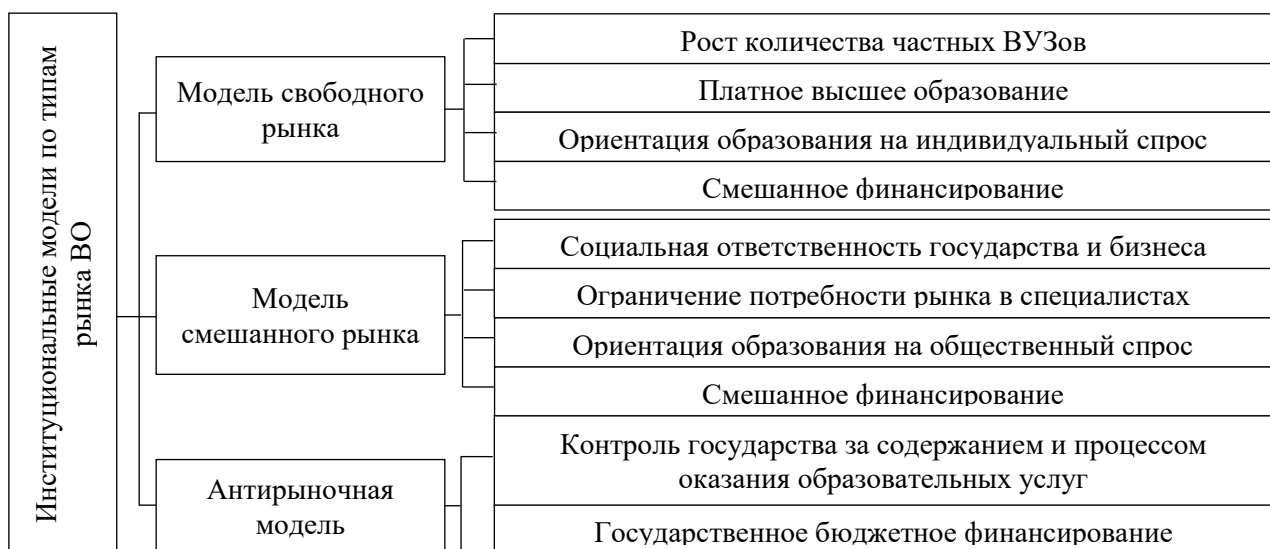 Институциональные модели по типам
рынка ВО
Модель свободного
рынка
Рост количества частных ВУЗов
Платное высшее образование
Ориентация образования на индивидуальный спрос
Смешанное финансирование
Модель
смешанного рынка
Социальная ответственность государства и бизнеса
Ограничение потребности рынка в специалистах
Ориентация образования на общественный спрос
Смешанное финансирование
Антирыночная
модель
Контроль государства за содержанием и процессом
оказания образовательных услуг
Государственное бюджетное финансирование